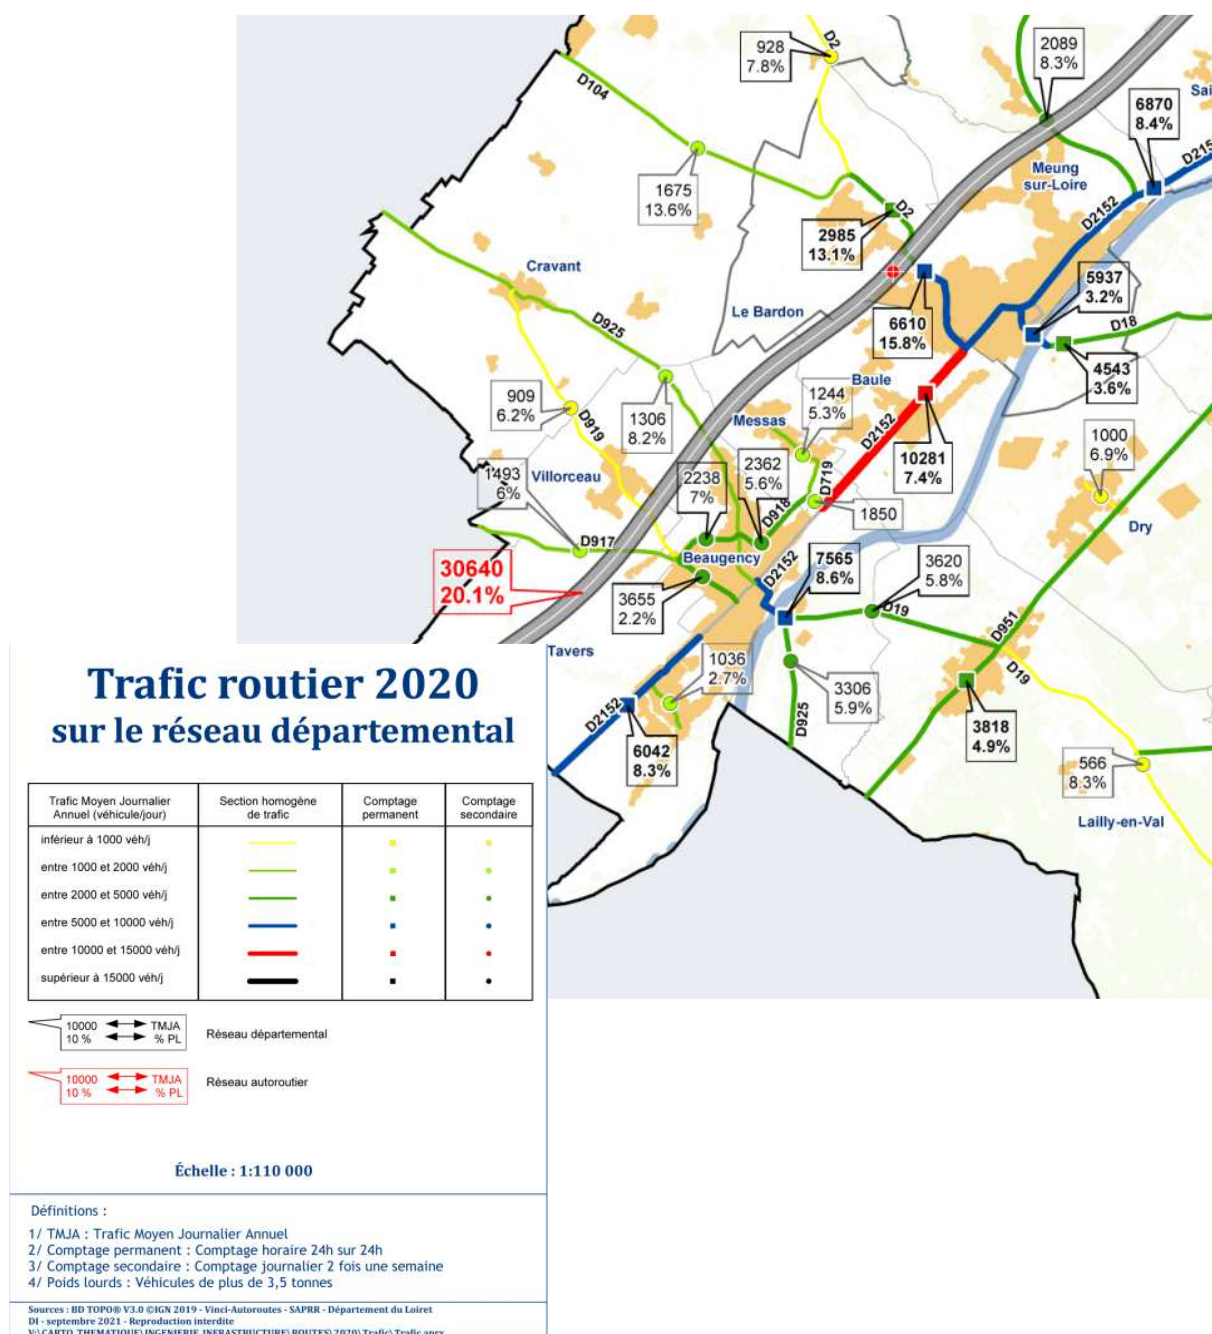 928
7.8%
D2
2089
8.3%
6870
8.4%
Sai
D104
D215
Meung
sur-Loire
1675
13.6%
D2
D2152
2985
13.1%
Cravant
5937
3.2%
D925
Le Bardon
6610
15.8%
D18
4543
3.6%
Baule
909
6.2%
1306
8.2%
1244
5.3%
D919
Messas
D2152
10281
7.4%
1000
6.9%
1493
6%
Villorceau
2238
7%
2362
5.6%
D719
D918
1850
Dry
D917
Beaugency
30640
20.1%
D2152
7565
8.6%
3620
5.8%
3655
2.2%
D19
D951
Tavers
1036
2.7%
D19
3306
5.9%
D2152
D925
6042
8.3%
3818
4.9%
566
8.3%
Lailly-en-Val
Trafic routier 2020
sur le réseau départemental
Trafic Moyen Journalier
Annuel (véhicule/jour)
Section homogène
de trafic
Comptage
permanent
Comptage
secondaire
inférieur à 1000 véh/j
entre 1000 et 2000 véh/j
entre 2000 et 5000 véh/j
entre 5000 et 10000 véh/j
entre 10000 et 15000 véh/j
supérieur à 15000 véh/j
10000 TMJA
10 % % PL
Réseau départemental
10000 TMJA
10 % % PL
Réseau autoroutier
Échelle : 1:110 000
Définitions :
1/ TMJA : Trafic Moyen Journalier Annuel
2/ Comptage permanent : Comptage horaire 24h sur 24h
3/ Comptage secondaire : Comptage journalier 2 fois une semaine
4/ Poids lourds : Véhicules de plus de 3,5 tonnes
Sources : BD TOPO® V3.0 ©IGN 2019 - Vinci-Autoroutes - SAPRR - Département du Loiret
DI - septembre 2021 - Reproduction interdite
V:\CARTO_THEMATIQUE\INGENIERIE_INFRASTRUCTURE\ROUTES\2020\Trafic\Trafic.aprx